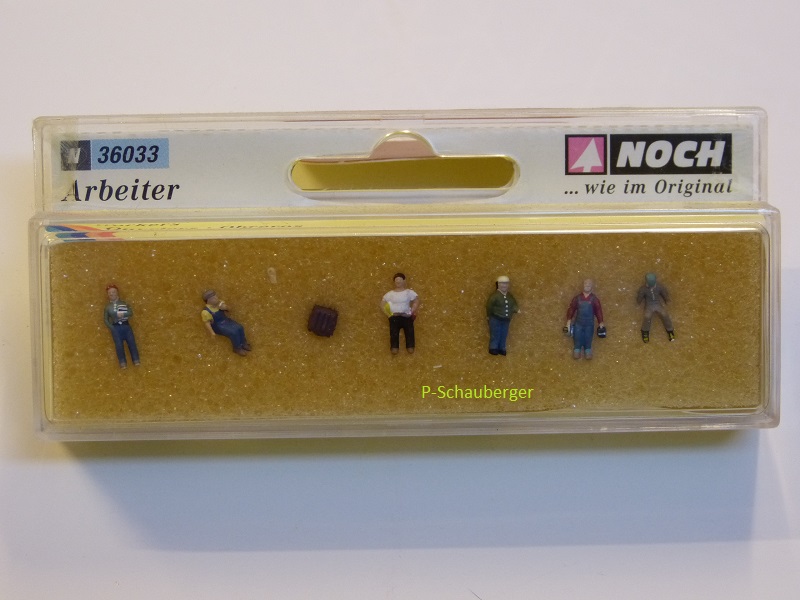 N 36033
NOCH
Arbeiter
... wie im Original
P-Schauberger